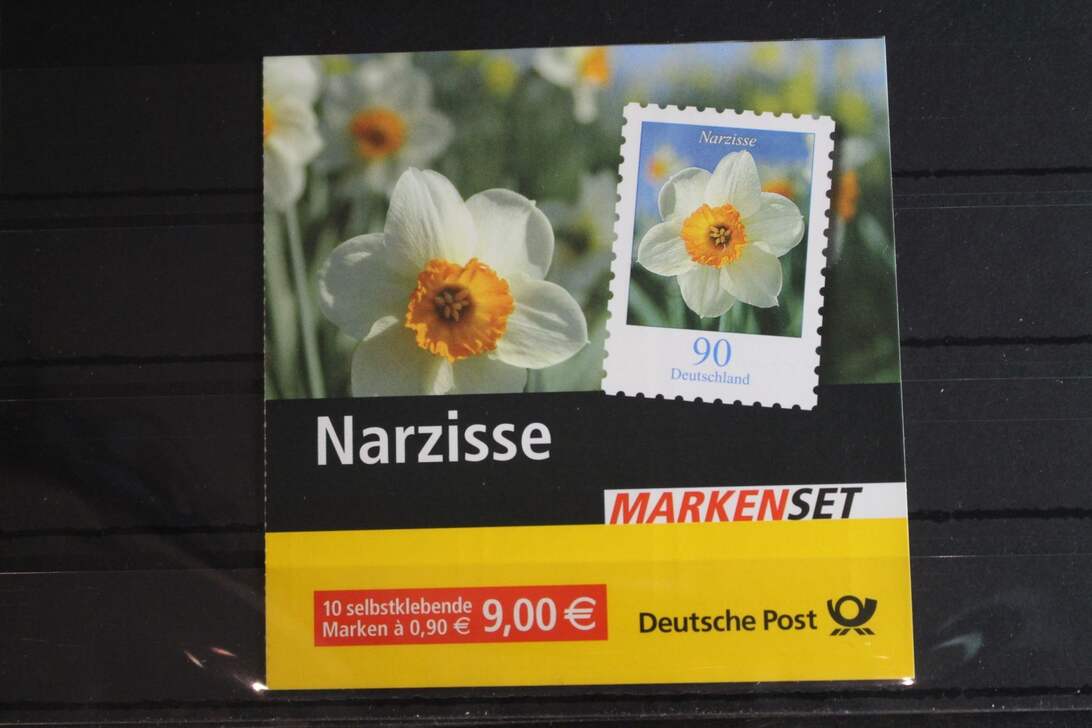 Narzisse
90
Deutschland
Narzisse
MARKENSET
10 selbstklebende
Marken à 0,90 €
9,00 €
Deutsche Post